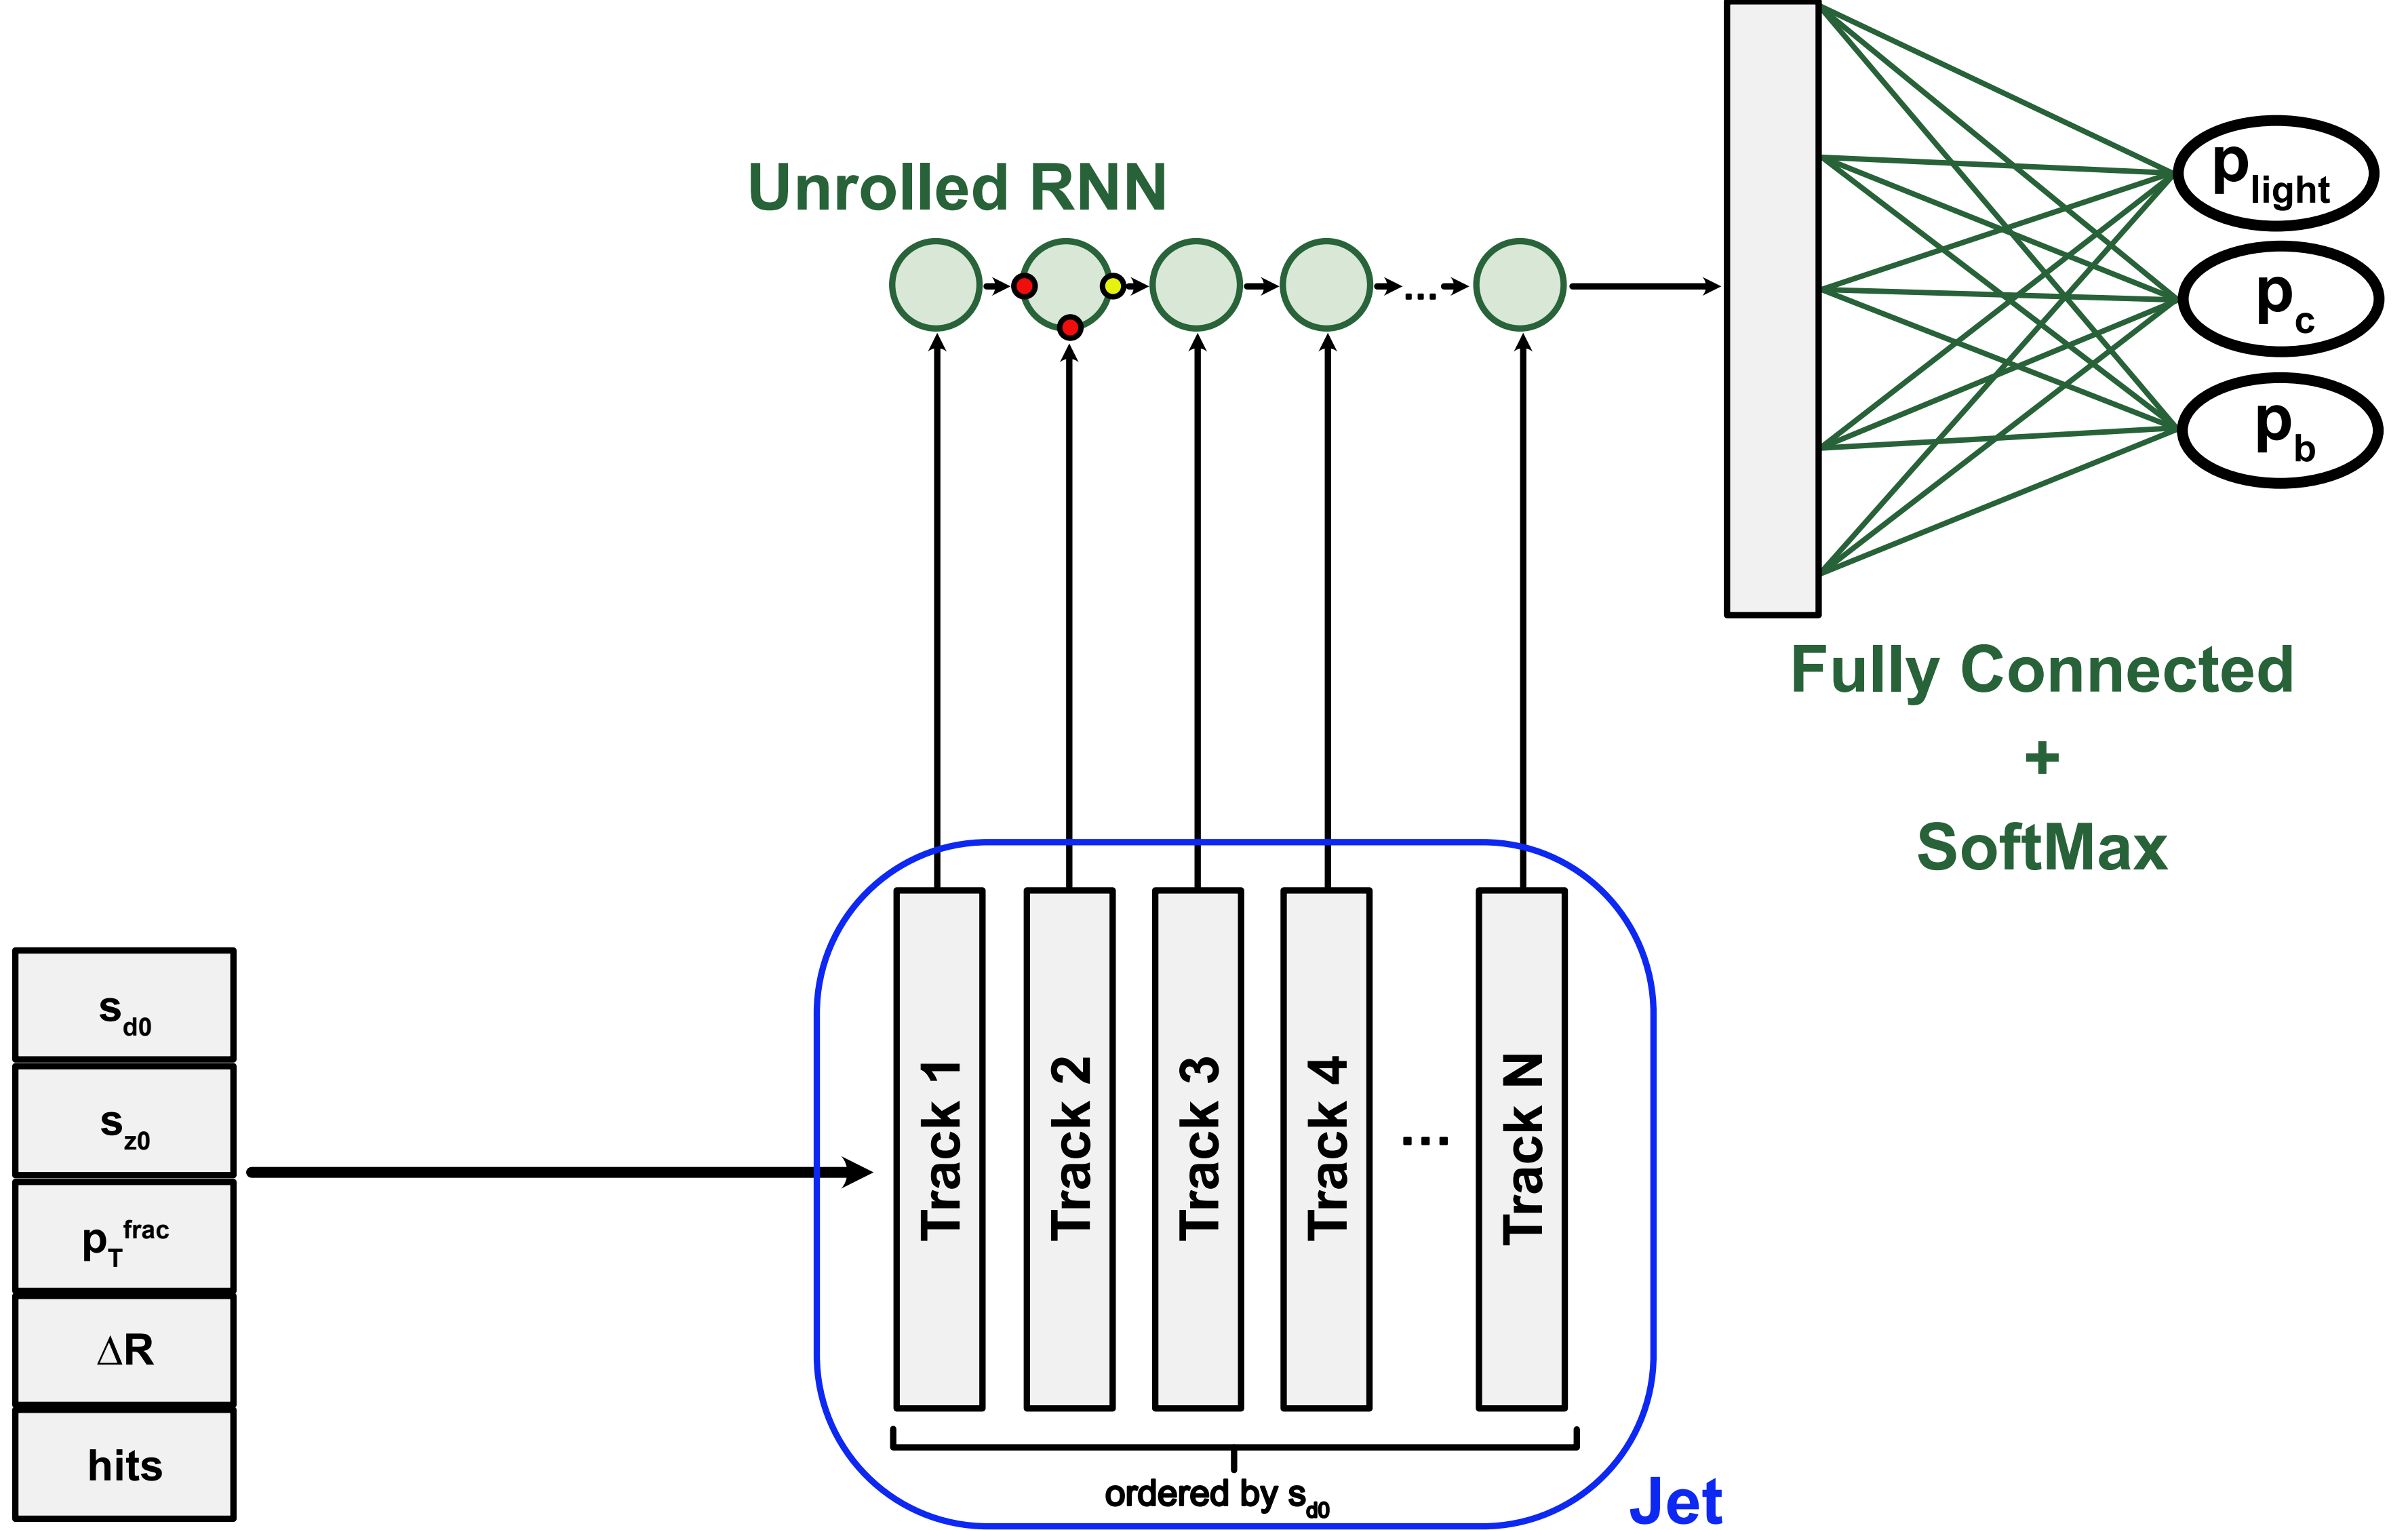 Unrolled RNN
...
p_light
p_c
p_b
Fully Connected
+
SoftMax
s_d0
s_z0
p_T^frac
ΔR
hits
Track 1
Track 2
Track 3
Track 4
...
Track N
ordered by s_d0
Jet